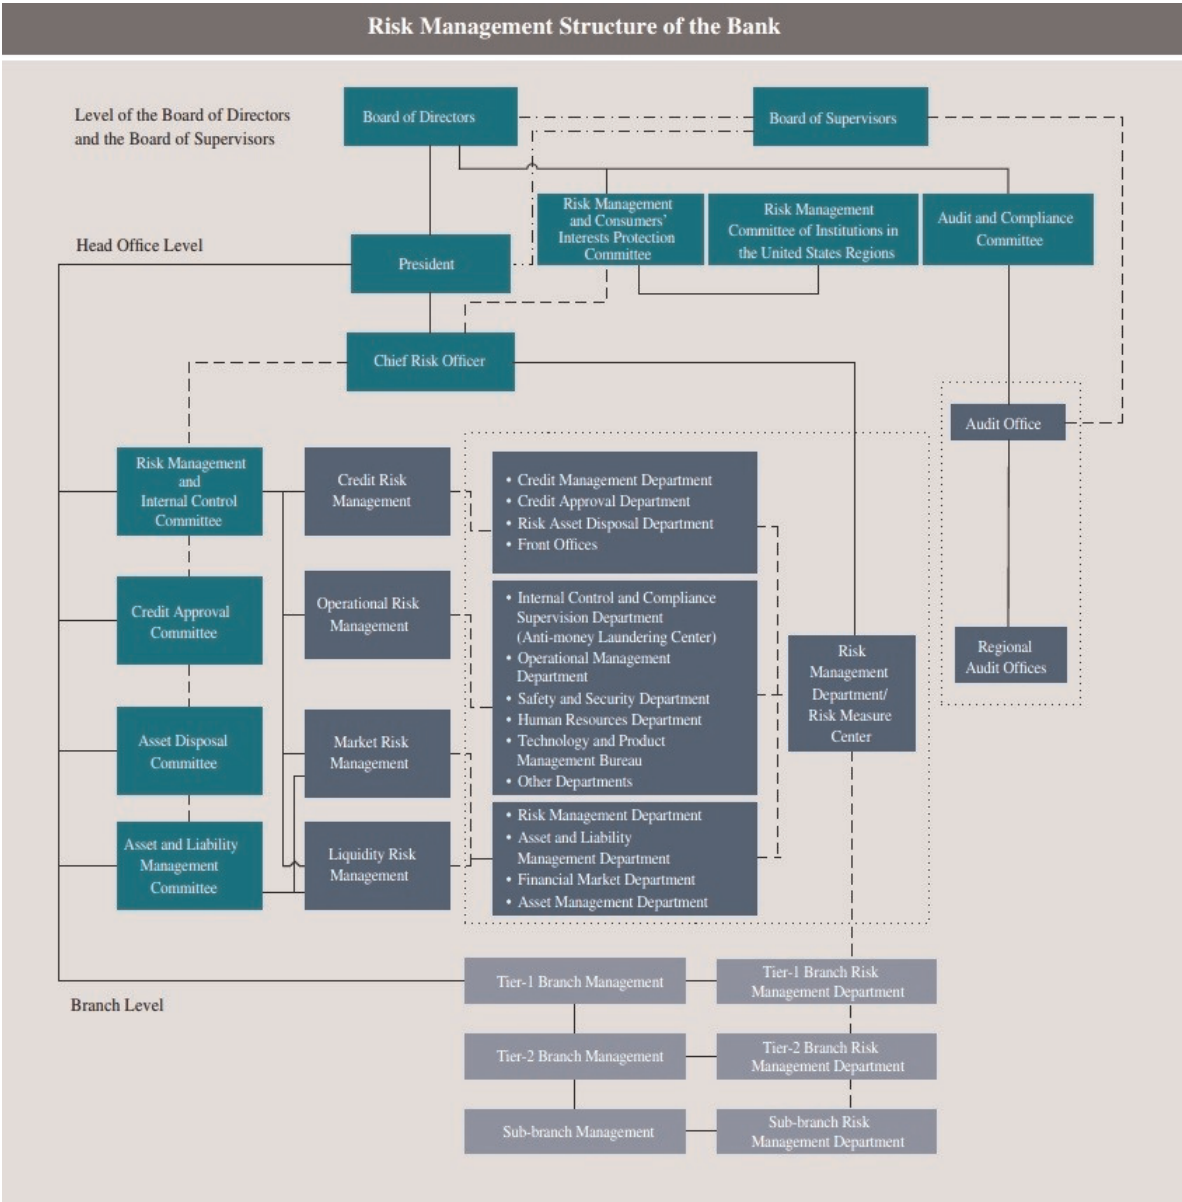 Risk Management Structure of the Bank
Level of the Board of Directors
and the Board of Supervisors
Board of Directors
Board of Supervisors
Risk Management
and Consumers'
Interests Protection
Committee
Risk Management
Committee of Institutions in
the United States Regions
Audit and Compliance
Committee
Head Office Level
President
Chief Risk Officer
Audit Office
Regional
Audit Offices
Risk Management
and
Internal Control
Committee
Credit Approval
Committee
Asset Disposal
Committee
Asset and Liability
Management
Committee
Credit Risk
Management
Operational Risk
Management
Market Risk
Management
Liquidity Risk
Management
• Credit Management Department
• Credit Approval Department
• Risk Asset Disposal Department
• Front Offices
• Internal Control and Compliance
Supervision Department
(Anti-money Laundering Center)
• Operational Management
Department
• Safety and Security Department
• Human Resources Department
• Technology and Product
Management Bureau
• Other Departments
• Risk Management Department
• Asset and Liability
Management Department
• Financial Market Department
• Asset Management Department
Risk
Management
Department/
Risk Measure
Center
Branch Level
Tier-1 Branch Management
Tier-1 Branch Risk
Management Department
Tier-2 Branch Management
Tier-2 Branch Risk
Management Department
Sub-branch Management
Sub-branch Risk
Management Department